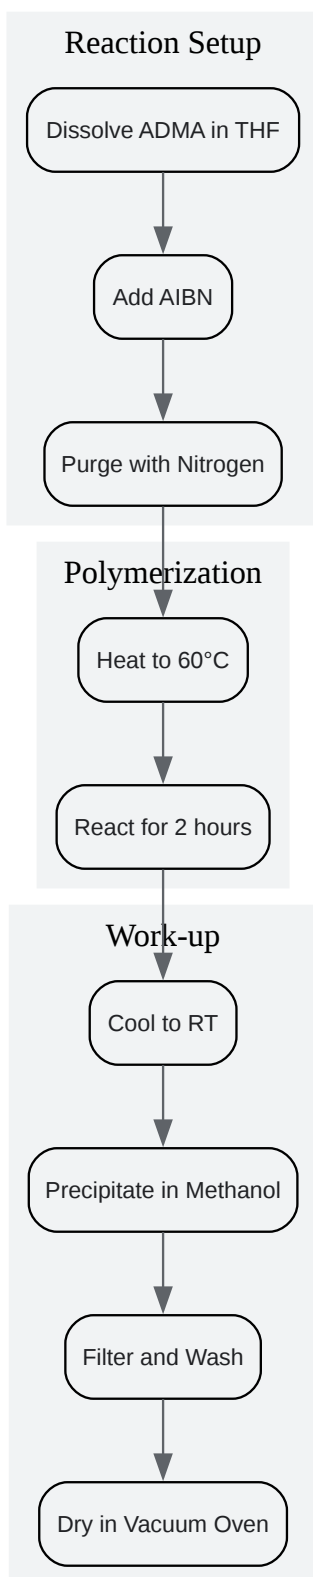 Reaction Setup
Dissolve ADMA in THF
Add AIBN
Purge with Nitrogen
Polymerization
Heat to 60°C
React for 2 hours
Work-up
Cool to RT
Precipitate in Methanol
Filter and Wash
Dry in Vacuum Oven